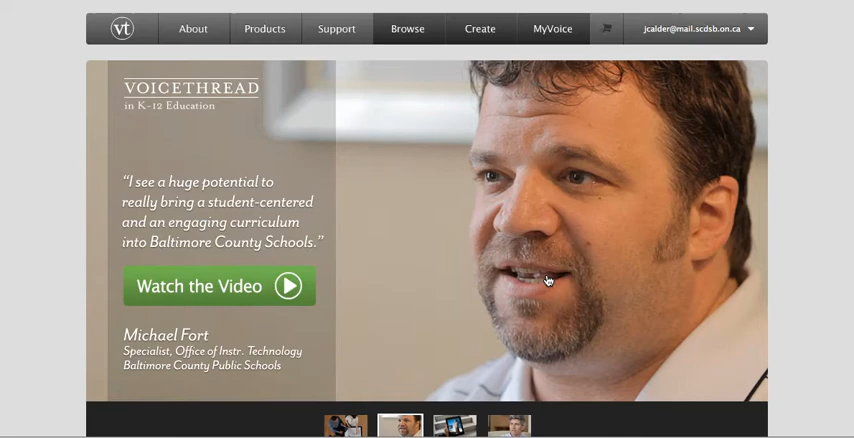 vt
About
Products
Support
Browse
Create
MyVoice
jcalder@mail.scdsb.on.ca
VOICETHREAD
in K-12 Education
“I see a huge potential to
really bring a student-centered
and an engaging curriculum
into Baltimore County Schools.”
Watch the Video
Michael Fort
Specialist, Office of Instr. Technology
Baltimore County Public Schools